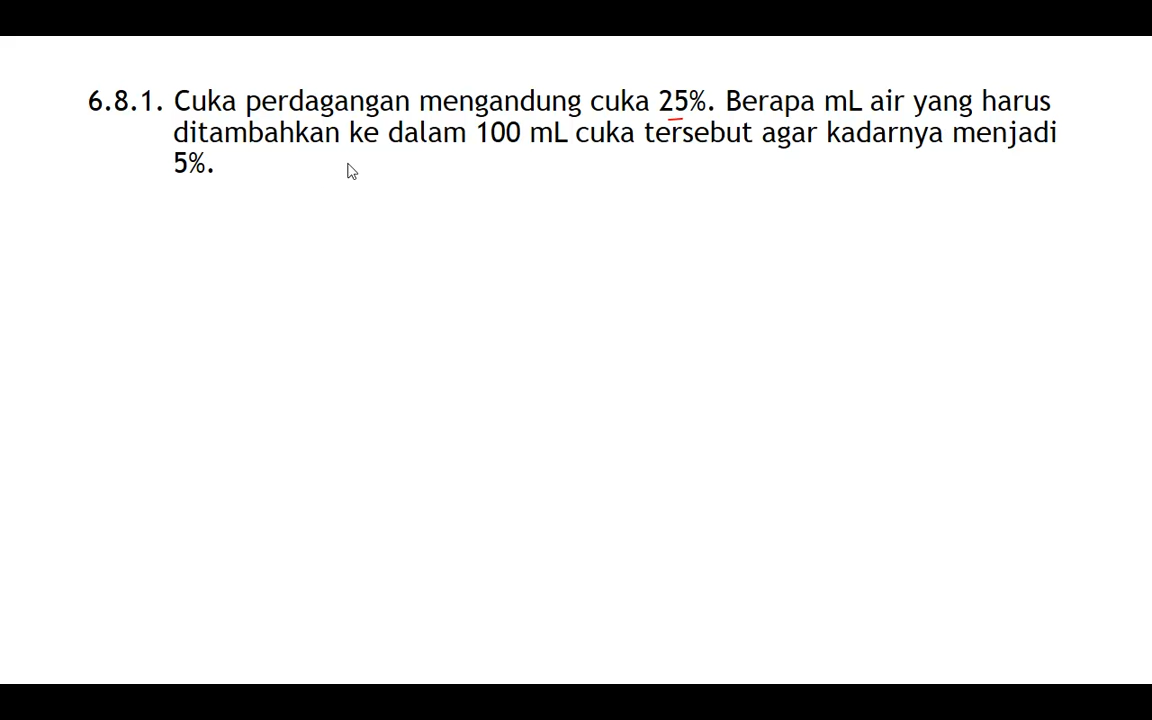 6.8.1. Cuka perdagangan mengandung cuka 25%. Berapa mL air yang harus
ditambahkan ke dalam 100 mL cuka tersebut agar kadarnya menjadi
5%.